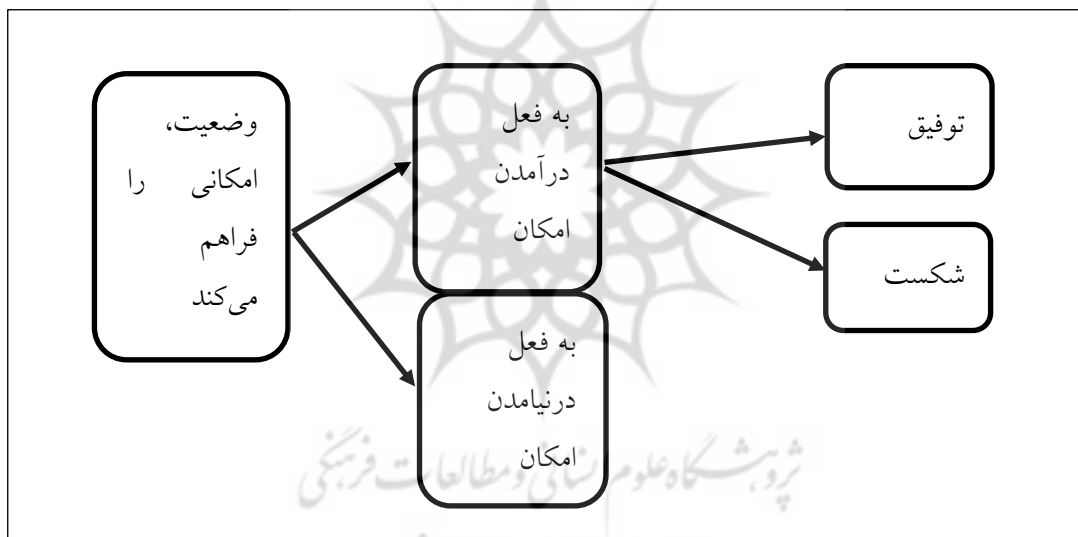 وضعیت،
امکانی را
فراهم
می‌کند
به فعل
درآمدن
امکان
به فعل
درنیامدن
امکان
توفیق
شکست
پژوهشگاه علوم انسانی و مطالعات فرهنگی